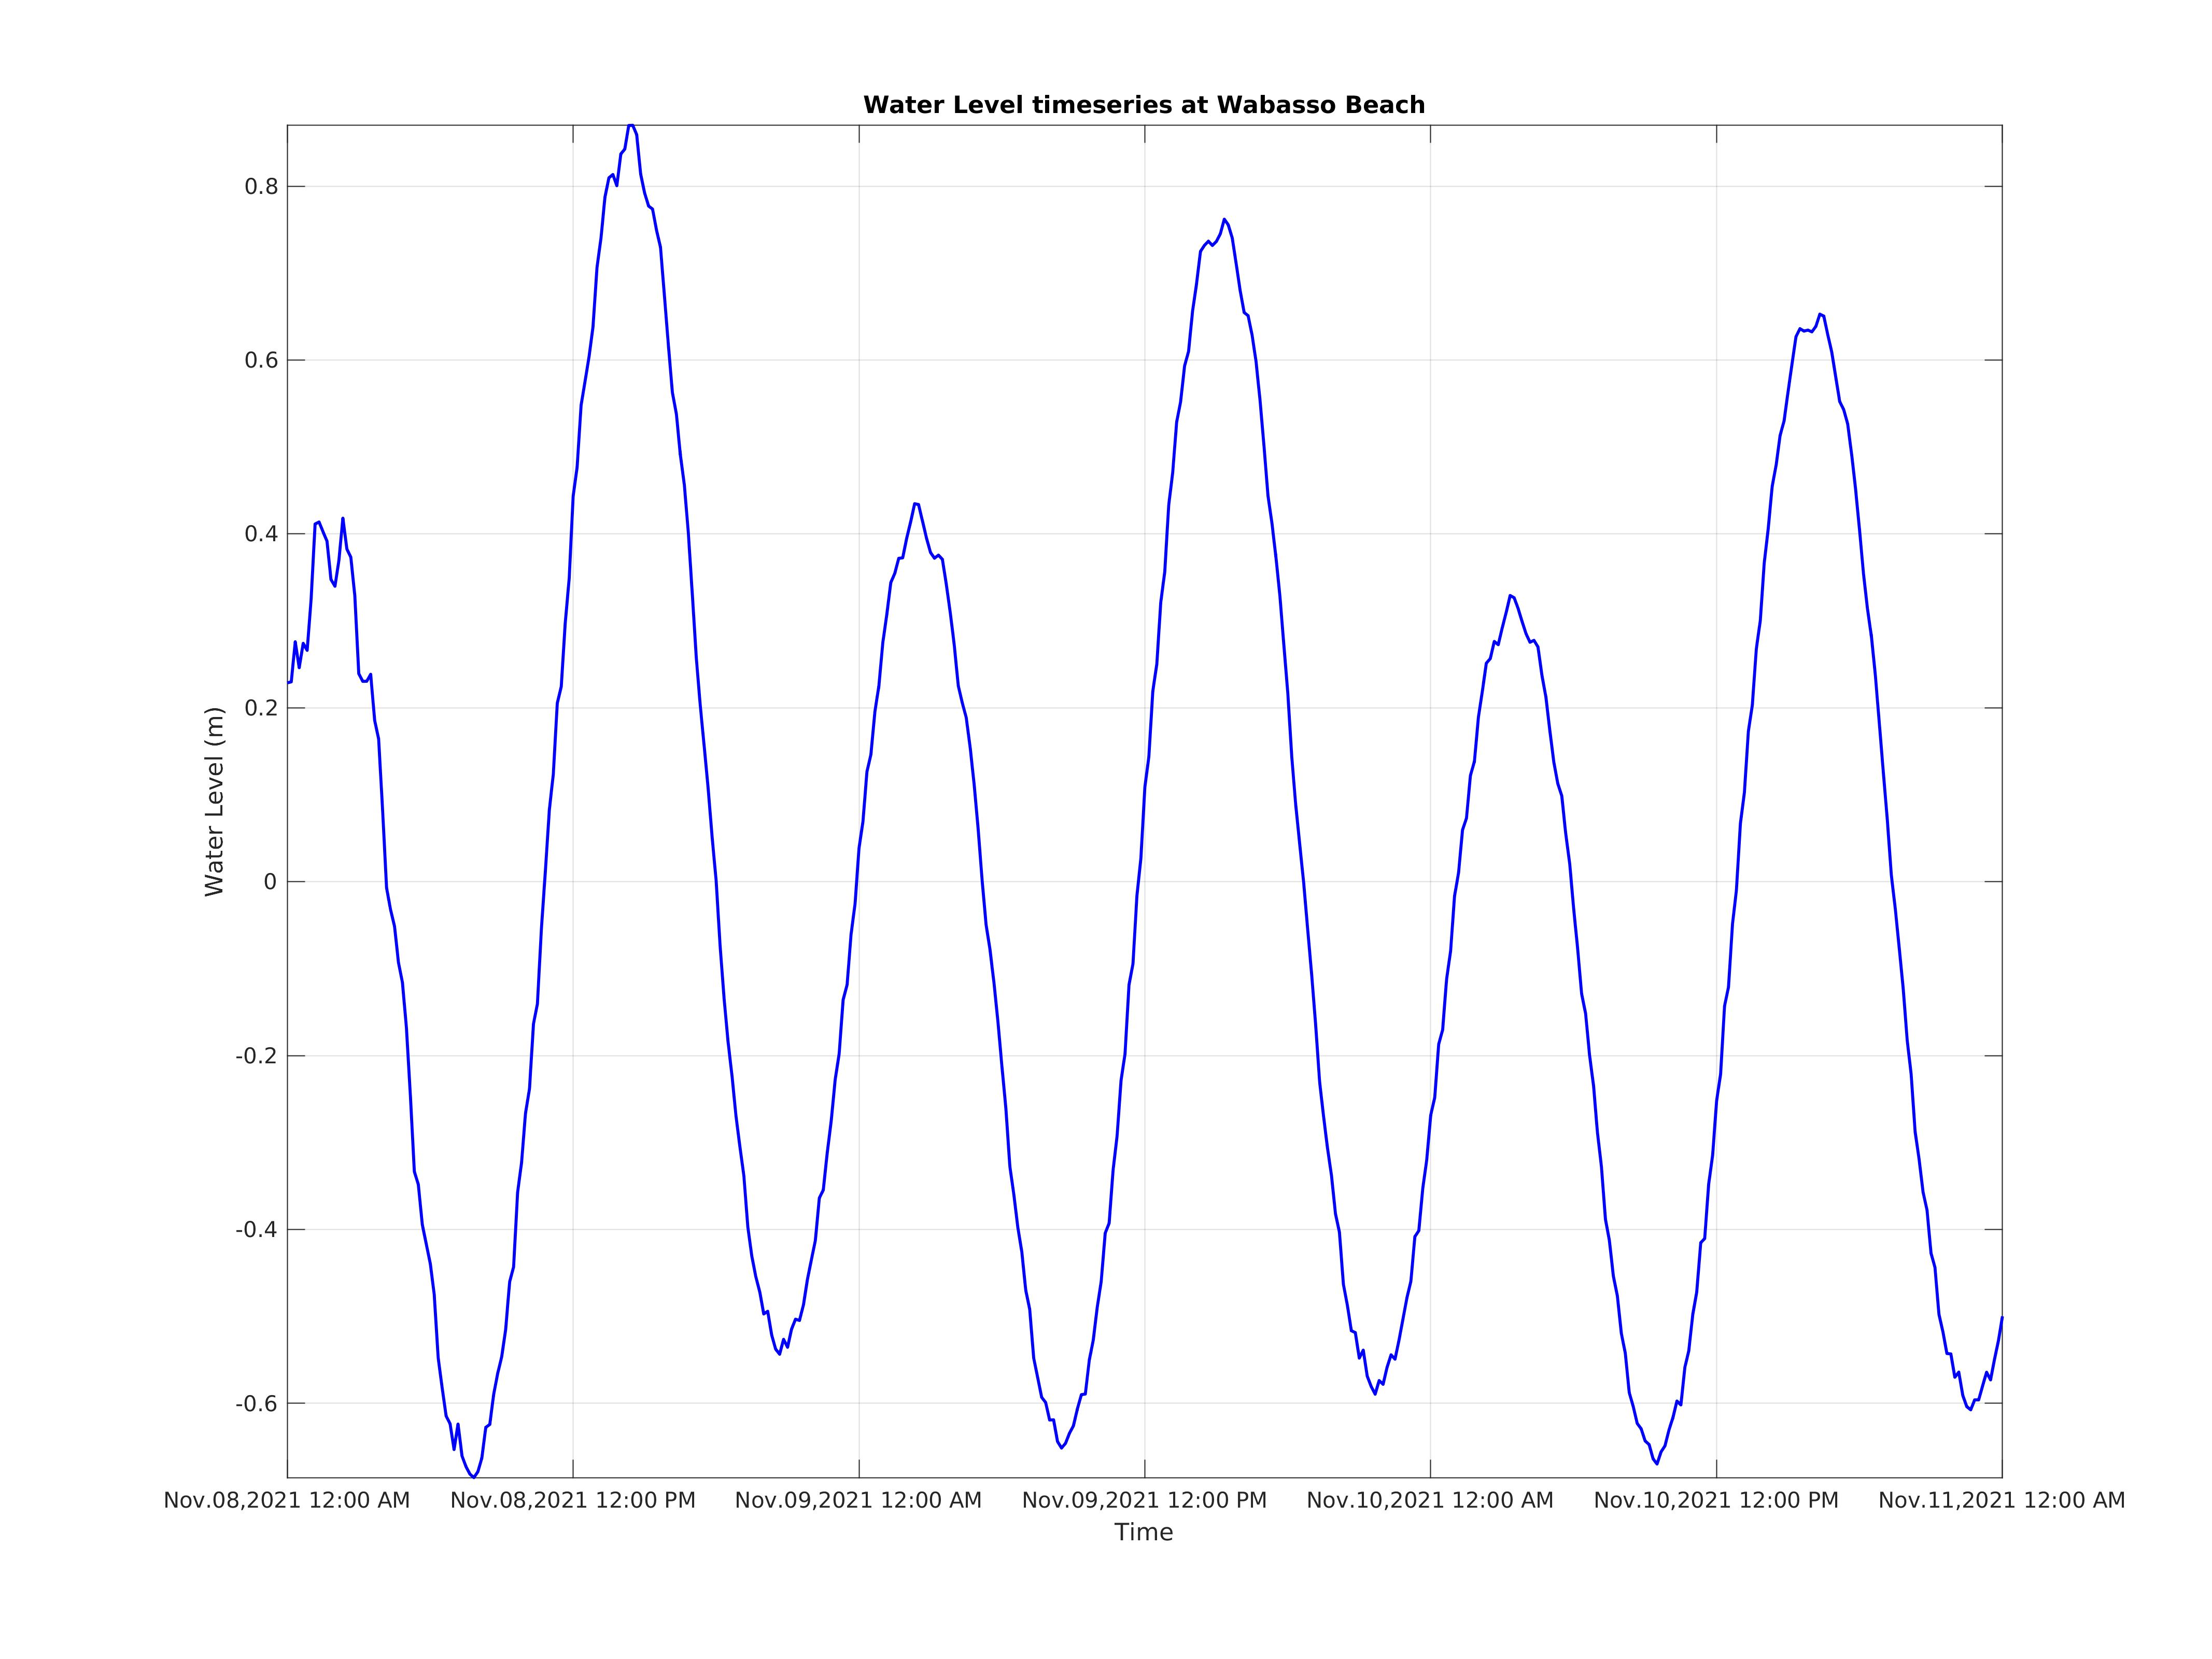 Water Level timeseries at Wabasso Beach
0.8
0.6
0.4
0.2
0
-0.2
-0.4
-0.6
Water Level (m)
Nov.08,2021 12:00 AM Nov.08,2021 12:00 PM Nov.09,2021 12:00 AM Nov.09,2021 12:00 PM Nov.10,2021 12:00 AM Nov.10,2021 12:00 PM Nov.11,2021 12:00 AM
Time